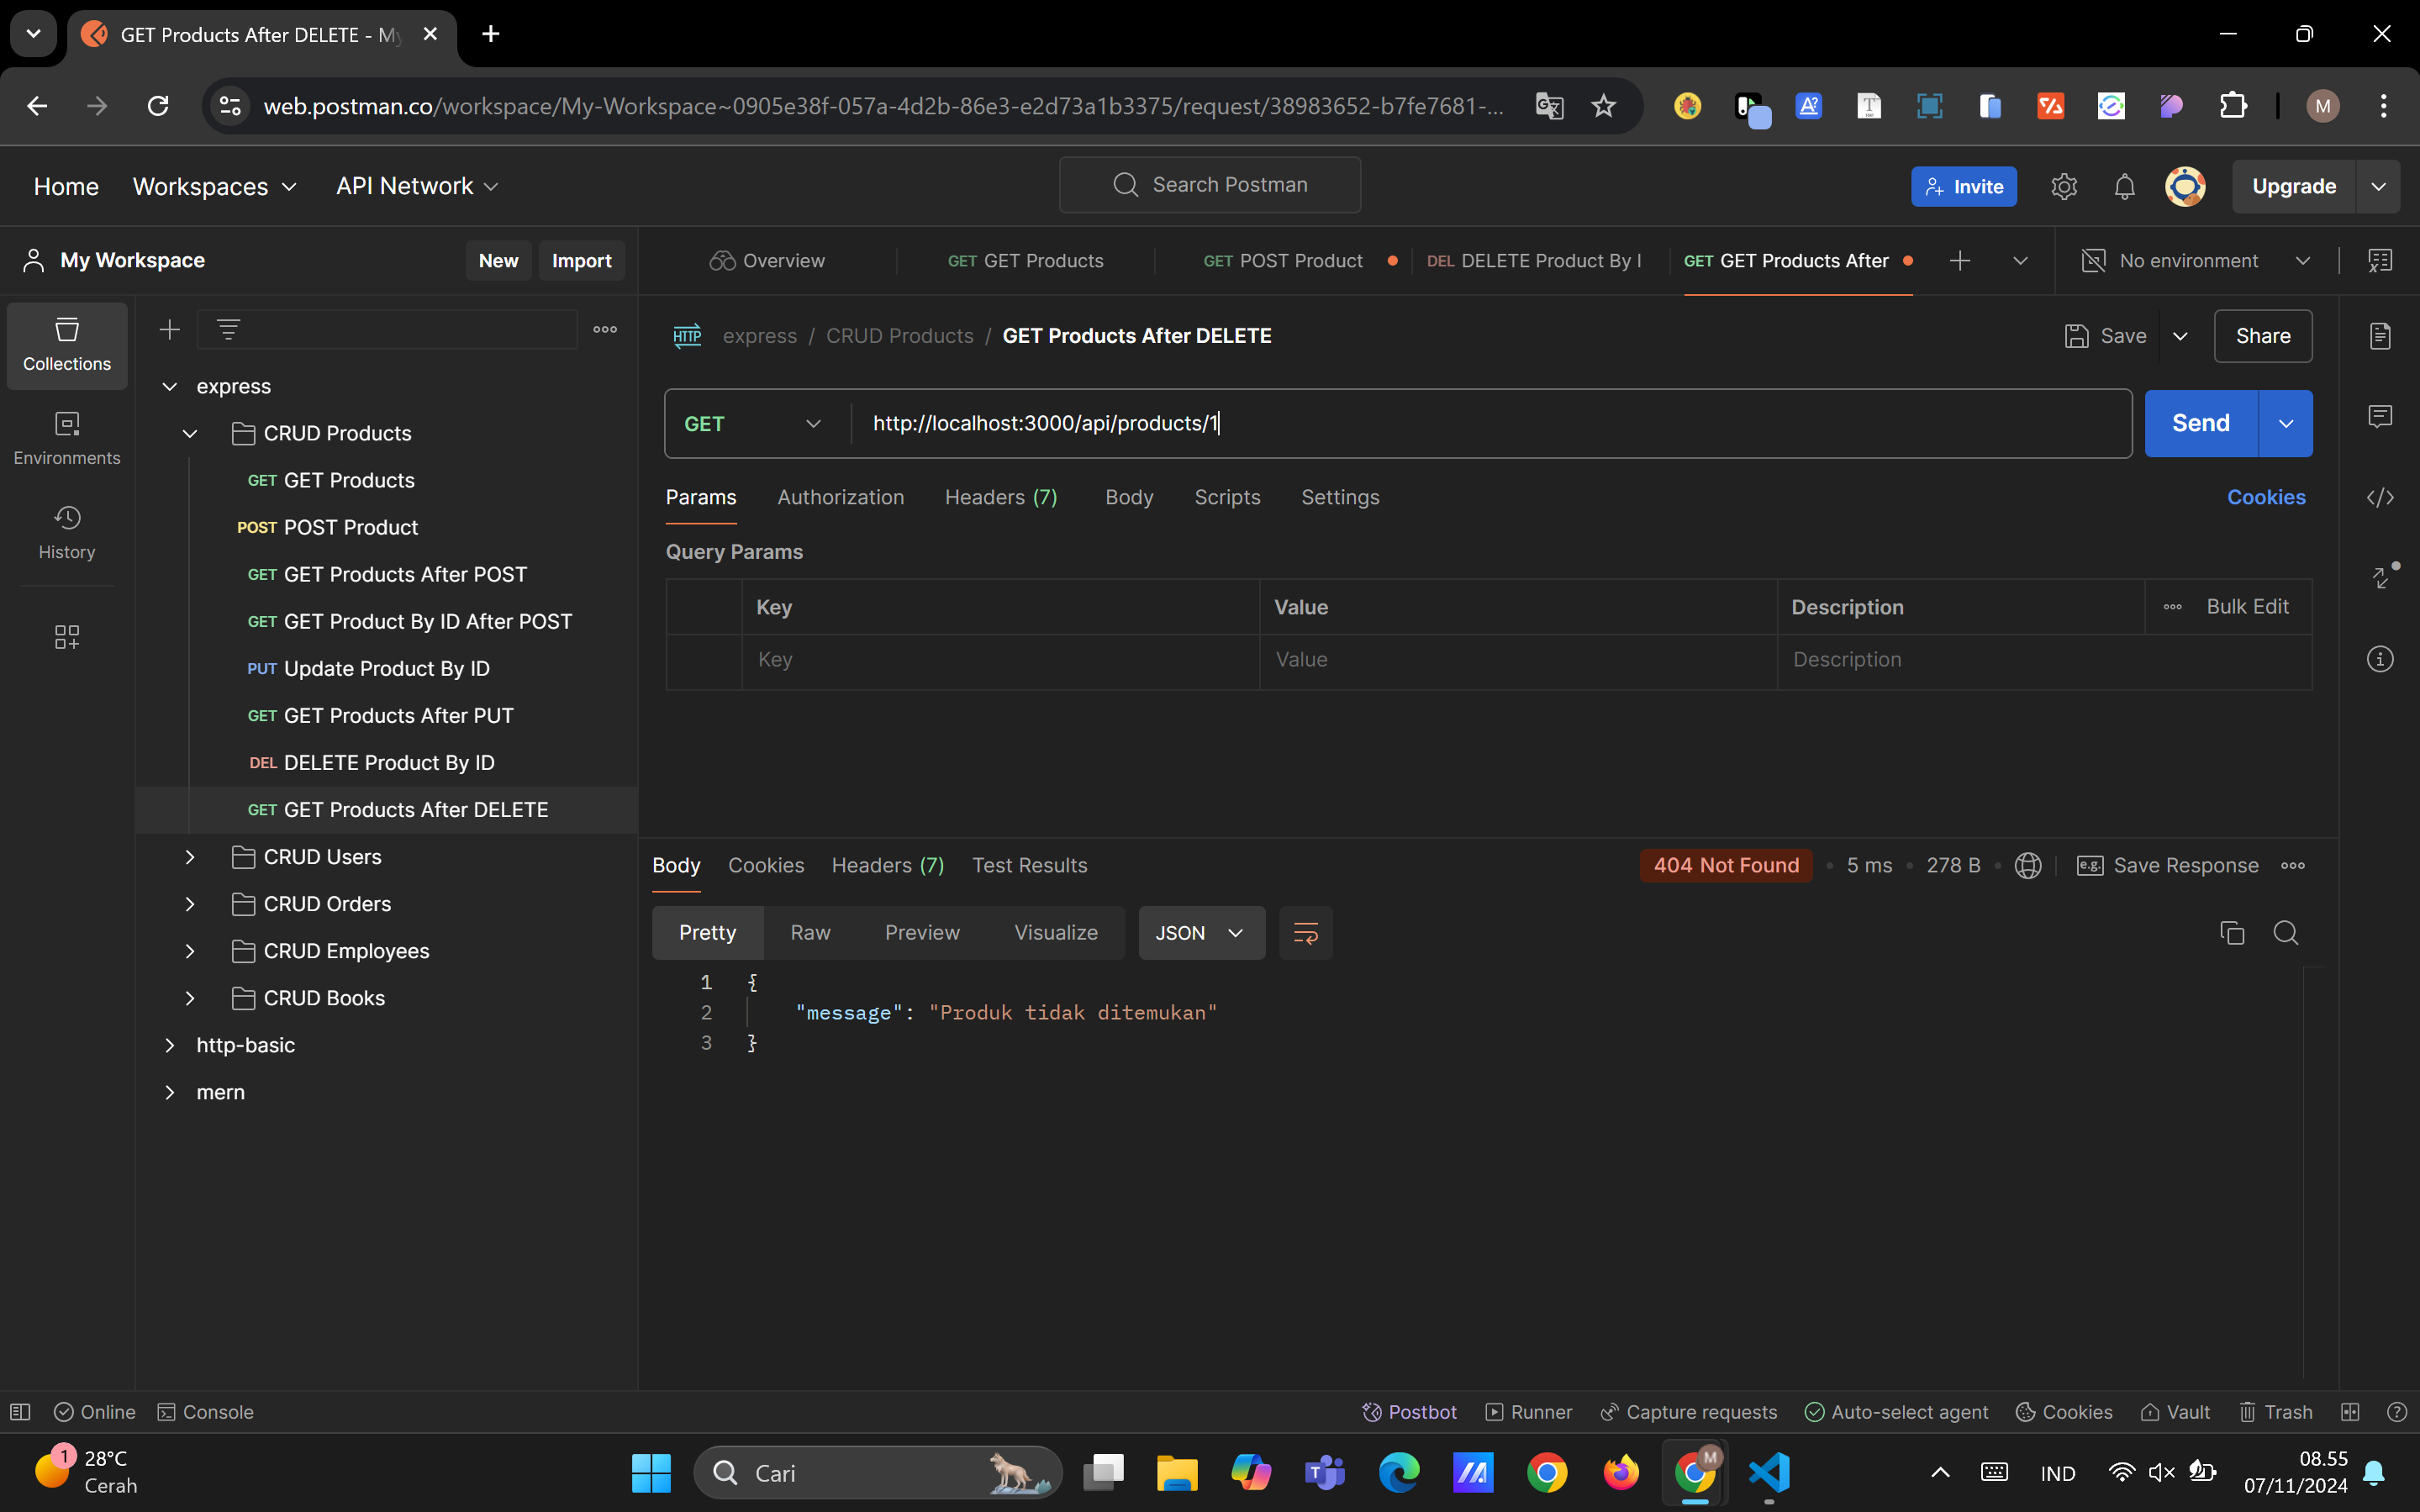 GET Products After DELETE - My
web.postman.co/workspace/My-Workspace~0905e38f-057a-4d2b-86e3-e2d73a1b3375/request/38983652-b7fe7681-...
M
Home Workspaces API Network
Search Postman
Invite
Upgrade
My Workspace
New
Import
Overview
GET GET Products
GET POST Product
DEL DELETE Product By I
GET GET Products After
No environment
Collections
Environments
History
express
CRUD Products
GET GET Products
POST POST Product
GET GET Products After POST
GET GET Product By ID After POST
PUT Update Product By ID
GET GET Products After PUT
DEL DELETE Product By ID
GET GET Products After DELETE
CRUD Users
CRUD Orders
CRUD Employees
CRUD Books
http-basic
mern
HTTP express / CRUD Products / GET Products After DELETE
Save
Share
GET http://localhost:3000/api/products/1
Send
Params Authorization Headers (7) Body Scripts Settings
Cookies
Query Params
Key Value Description Bulk Edit
Key Value Description
Body Cookies Headers (7) Test Results
404 Not Found 5 ms 278 B
e.g. Save Response
Pretty Raw Preview Visualize JSON
1 {
2 "message": "Produk tidak ditemukan"
3 }
Online Console
Postbot Runner Capture requests Auto-select agent Cookies Vault Trash
1
28°C
Cerah
Cari
M
IND
08.55
07/11/2024